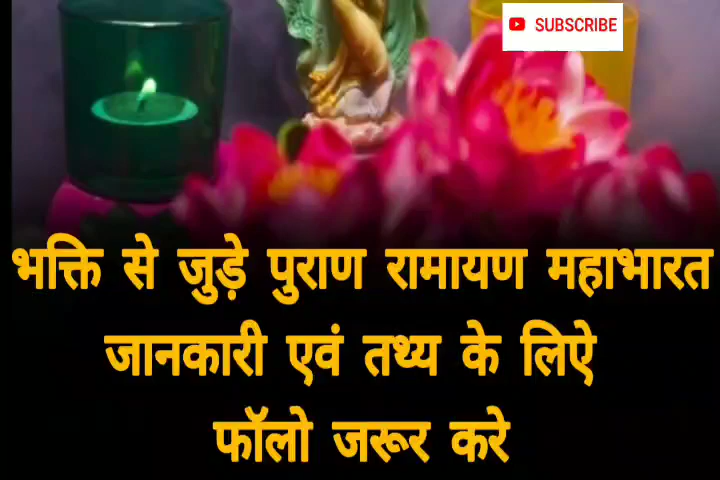 SUBSCRIBE
भक्ति से जुड़े पुराण रामायण महाभारत
जानकारी एवं तथ्य के लिऐ
फॉलो जरूर करे